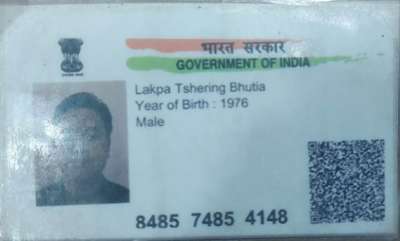 भारत सरकार
GOVERNMENT OF INDIA
Lakpa Tshering Bhutia
Year of Birth : 1976
Male
8485 7485 4148